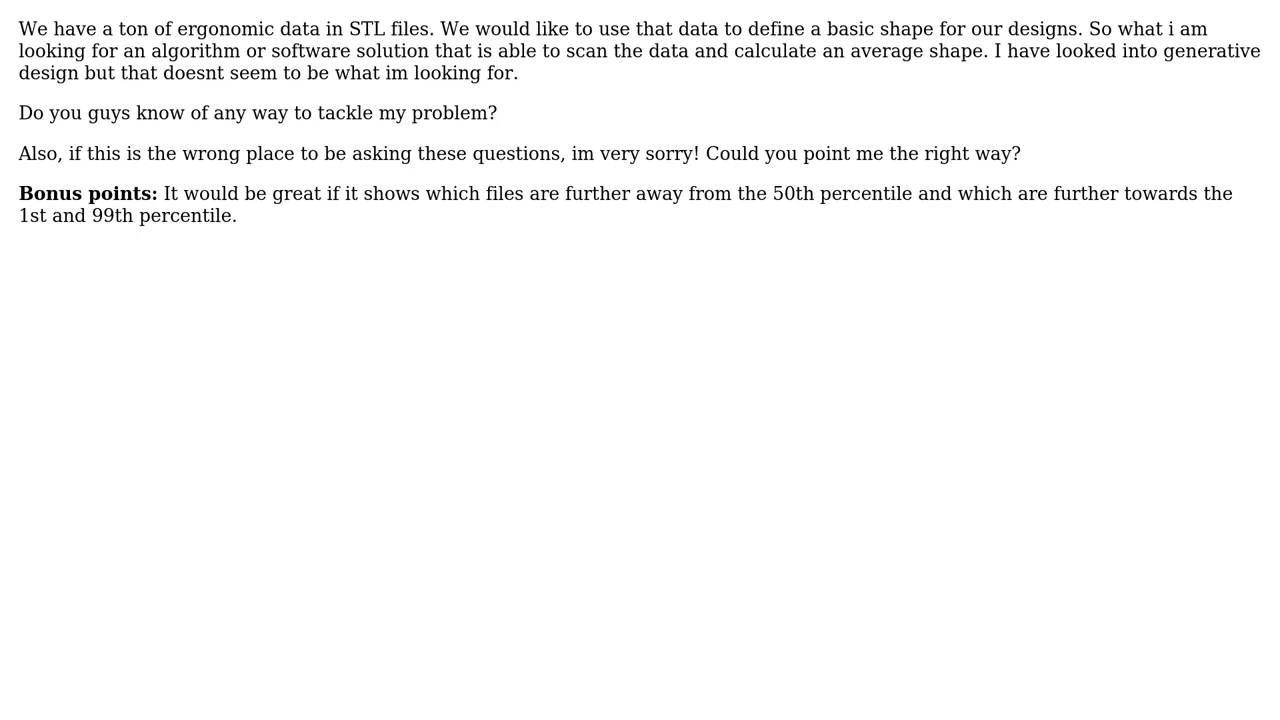 We have a ton of ergonomic data in STL files. We would like to use that data to define a basic shape for our designs. So what i am
looking for an algorithm or software solution that is able to scan the data and calculate an average shape. I have looked into generative
design but that doesnt seem to be what im looking for.
Do you guys know of any way to tackle my problem?
Also, if this is the wrong place to be asking these questions, im very sorry! Could you point me the right way?
Bonus points: It would be great if it shows which files are further away from the 50th percentile and which are further towards the
1st and 99th percentile.